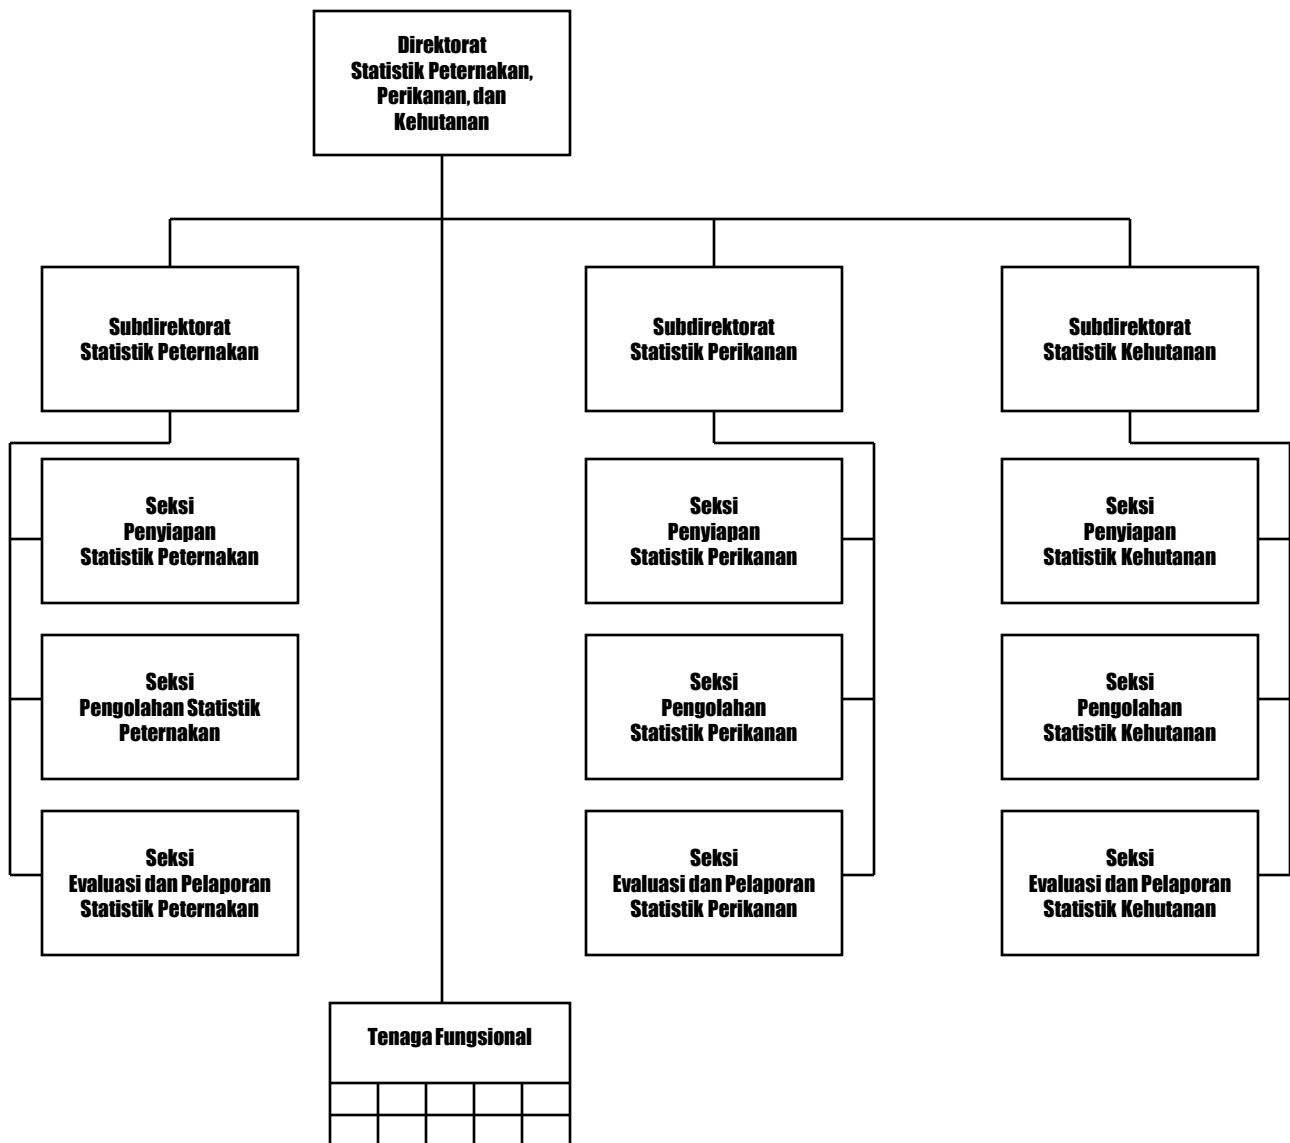 Direktorat
Statistik Peternakan,
Perikanan, dan
Kehutanan
Subdirektorat
Statistik Peternakan
Subdirektorat
Statistik Perikanan
Subdirektorat
Statistik Kehutanan
Seksi
Penyiapan
Statistik Peternakan
Seksi
Penyiapan
Statistik Perikanan
Seksi
Penyiapan
Statistik Kehutanan
Seksi
Pengolahan Statistik
Peternakan
Seksi
Pengolahan
Statistik Perikanan
Seksi
Pengolahan
Statistik Kehutanan
Seksi
Evaluasi dan Pelaporan
Statistik Peternakan
Seksi
Evaluasi dan Pelaporan
Statistik Perikanan
Seksi
Evaluasi dan Pelaporan
Statistik Kehutanan
Tenaga Fungsional